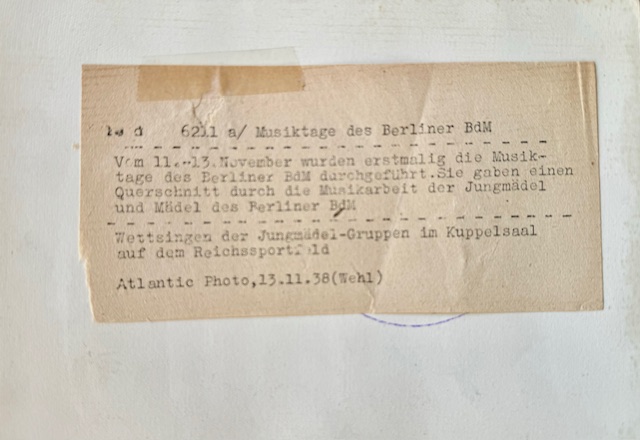 6211 a/ Musiktage des Berliner BdM
Vom 11.-13.November wurden erstmalig die Musik-
tage des Berliner BdM durchgeführt.Sie gaben einen
Querschnitt durch die Musikarbeit der Jungmädel
und Mädel des Berliner BdM
Wettsingen der Jungmädel-Gruppen im Kuppelsaal
auf dem Reichssportfeld
Atlantic Photo,13.11.38(Wehl)